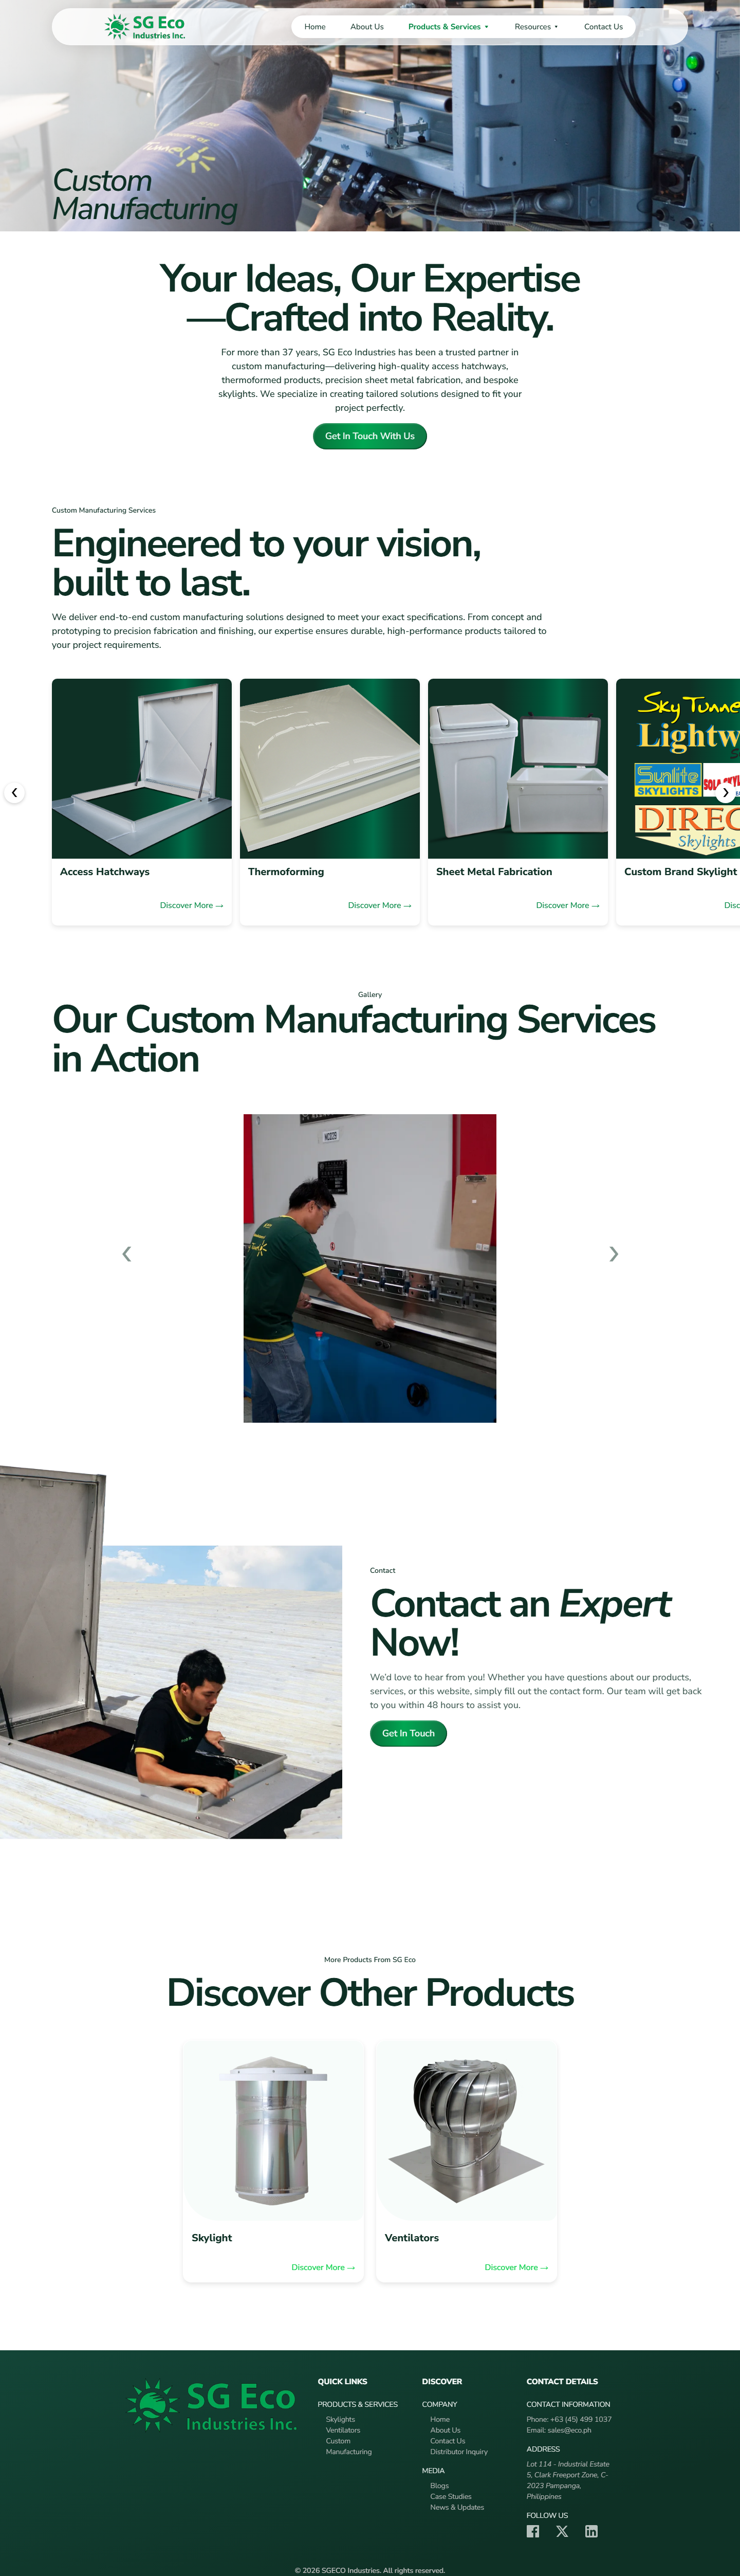 SG Eco
Industries Inc.
Home
About Us
Products & Services
Resources
Contact Us
Custom
Manufacturing
Your Ideas, Our Expertise
—Crafted into Reality.
For more than 37 years, SG Eco Industries has been a trusted partner in
custom manufacturing—delivering high-quality access hatchways,
thermoformed products, precision sheet metal fabrication, and bespoke
skylights. We specialize in creating tailored solutions designed to fit your
project perfectly.
Get In Touch With Us
Custom Manufacturing Services
Engineered to your vision,
built to last.
We deliver end-to-end custom manufacturing solutions designed to meet your exact specifications. From concept and
prototyping to precision fabrication and finishing, our expertise ensures durable, high-performance products tailored to
your project requirements.
Sunlite
SKYLIGHTS
Skylights
Access Hatchways
Discover More →
Thermoforming
Discover More →
Sheet Metal Fabrication
Discover More →
Custom Brand Skylight
Gallery
Our Custom Manufacturing Services
in Action
Contact
Contact an Expert
Now!
We'd love to hear from you! Whether you have questions about our products,
services, or this website, simply fill out the contact form. Our team will get back
to you within 48 hours to assist you.
Get In Touch
More Products From SG Eco
Discover Other Products
Skylight
Discover More →
Ventilators
Discover More →
SG Eco
Industries Inc.
QUICK LINKS
PRODUCTS & SERVICES
Skylights
Ventilators
Custom
Manufacturing
DISCOVER
COMPANY
Home
About Us
Contact Us
Distributor Inquiry
MEDIA
Blogs
Case Studies
News & Updates
CONTACT DETAILS
CONTACT INFORMATION
Phone: +63 (45) 499 1037
Email: sales@eco.ph
ADDRESS
Lot 114 - Industrial Estate
5, Clark Freeport Zone, C-
2023 Pampanga,
Philippines
FOLLOW US
© 2026 SGECO Industries. All rights reserved.